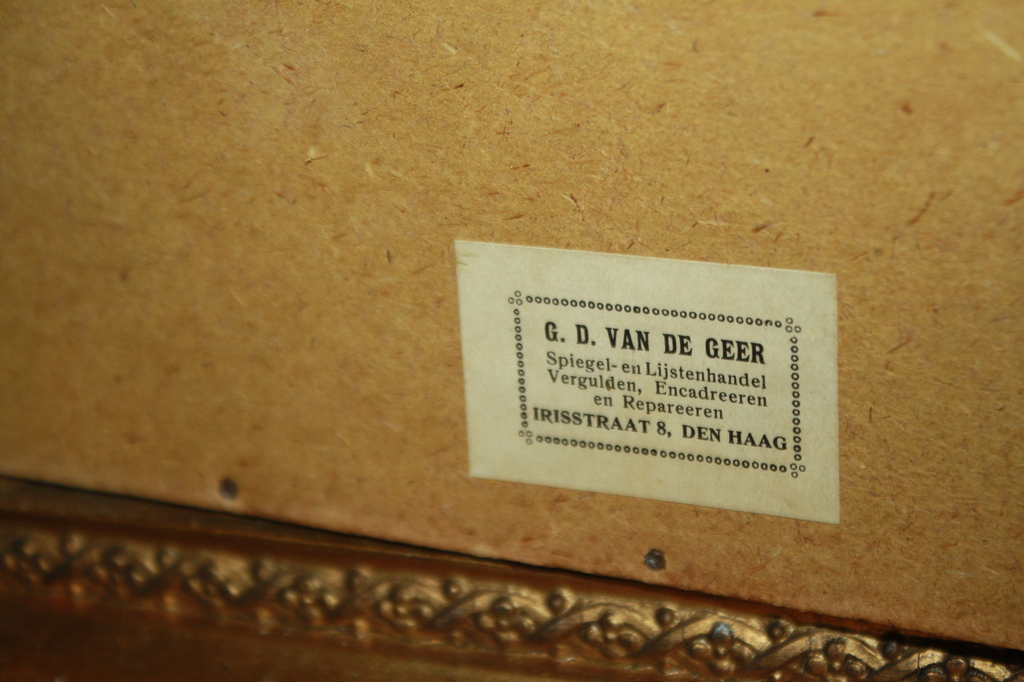 G. D. VAN DE GEER
Spiegel- en Lijstenhandel
Vergulden, Encadreeren
en Repareeren
IRISSTRAAT 8, DEN HAAG